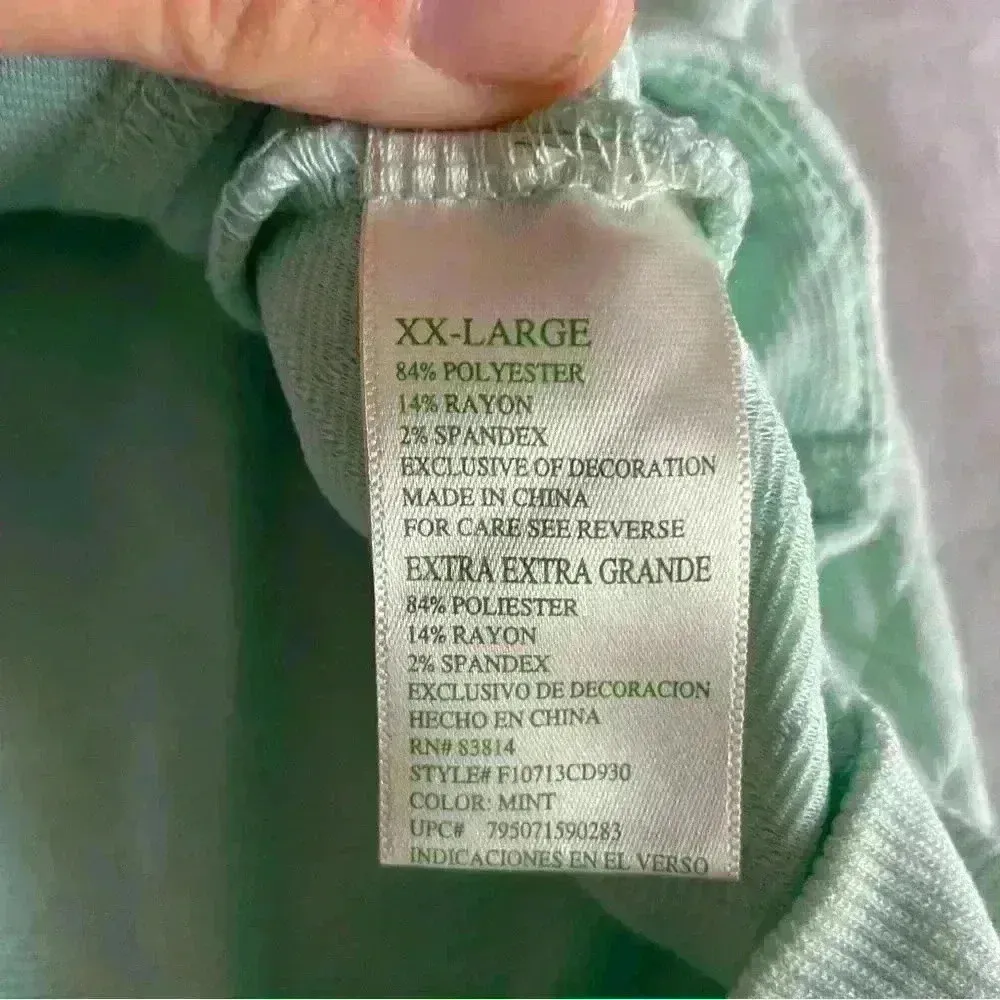 XX-LARGE
84% POLYESTER
14% RAYON
2% SPANDEX
EXCLUSIVE OF DECORATION
MADE IN CHINA
FOR CARE SEE REVERSE
EXTRA EXTRA GRANDE
84% POLIESTER
14% RAYON
2% SPANDEX
EXCLUSIVO DE DECORACION
HECHO EN CHINA
RN# 83814
STYLE# F10713CD930
COLOR: MINT
UPC# 795071590283
INDICACIONES EN EL VERSO